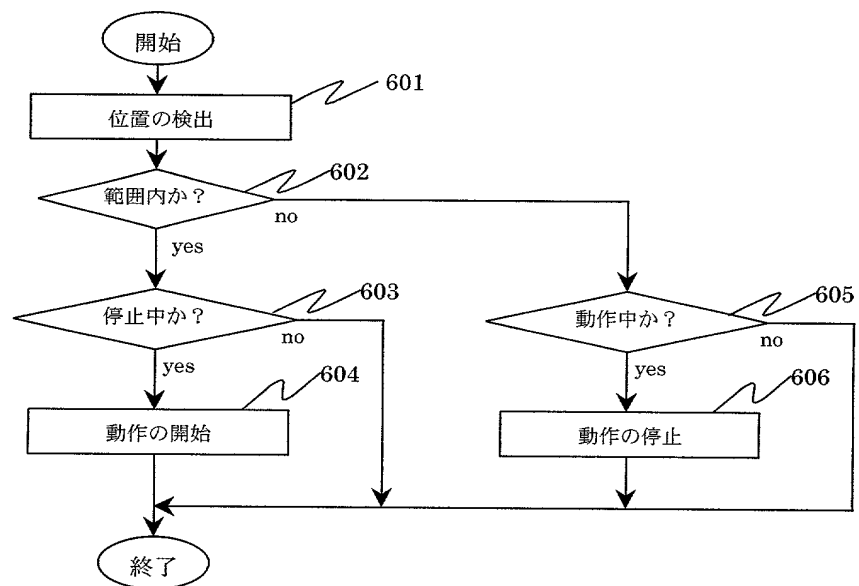 開始
位置の検出
601
範囲内か?
602
no
yes
停止中か?
603
no
yes
動作の開始
604
動作中か?
605
no
yes
動作の停止
606
終了